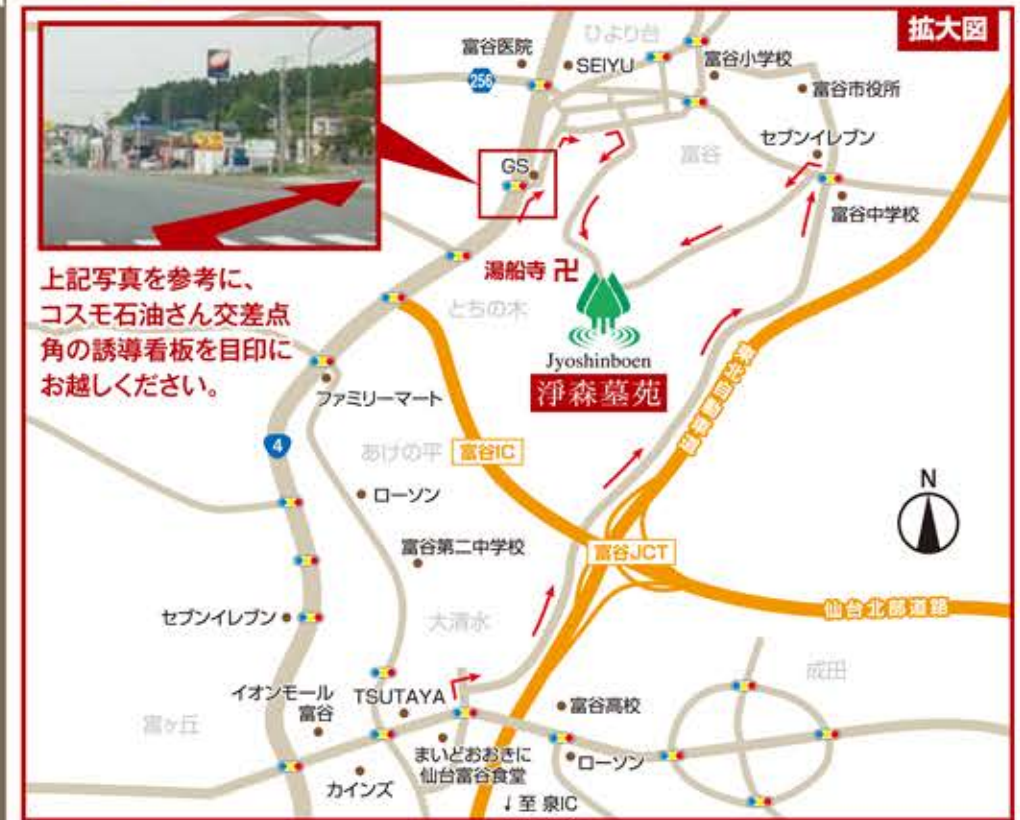 拡大図
ひより台
富谷医院
SEIYU
富谷小学校
256
富谷市役所
セブンイレブン
富谷
GS
富谷中学校
上記写真を参考に、
コスモ石油さん交差点
角の誘導看板を目印に
お越しください。
湯船寺 卍
とちの木
Jyoshinboen
淨森墓苑
東北自動車道
ファミリーマート
4
あけの平
富谷IC
ローソン
N
富谷第二中学校
富谷JCT
仙台北部道路
セブンイレブン
大清水
成田
イオンモール
富谷
TSUTAYA
富谷高校
富ヶ丘
まいどおおきに
仙台富谷食堂
ローソン
カインズ
↓至 泉IC